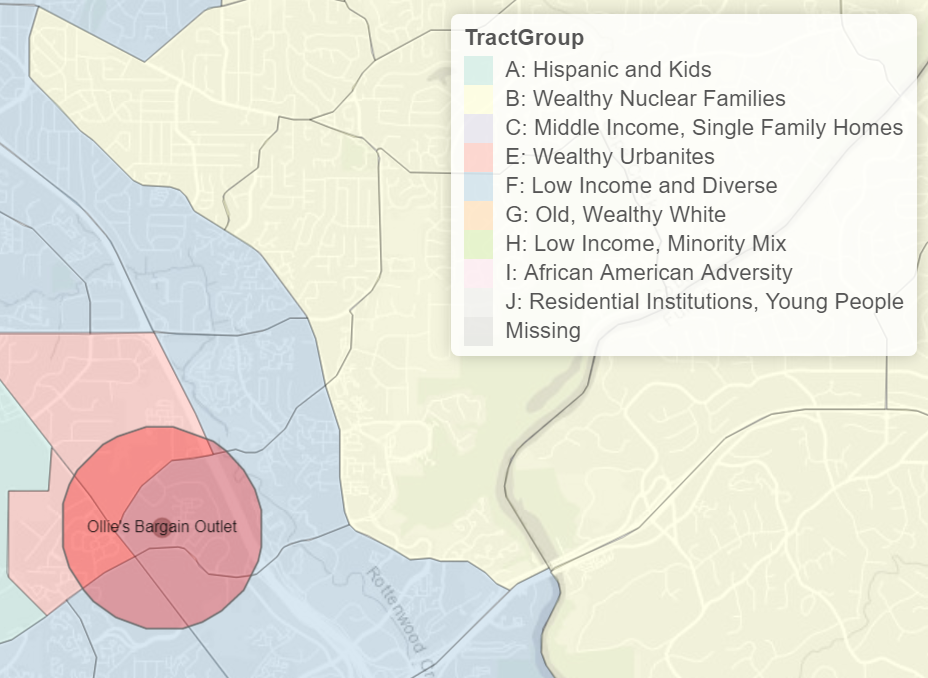 TractGroup
A: Hispanic and Kids
B: Wealthy Nuclear Families
C: Middle Income, Single Family Homes
E: Wealthy Urbanites
F: Low Income and Diverse
G: Old, Wealthy White
H: Low Income, Minority Mix
I: African American Adversity
J: Residential Institutions, Young People
Missing
Ollie's Bargain Outlet
Rottenwood